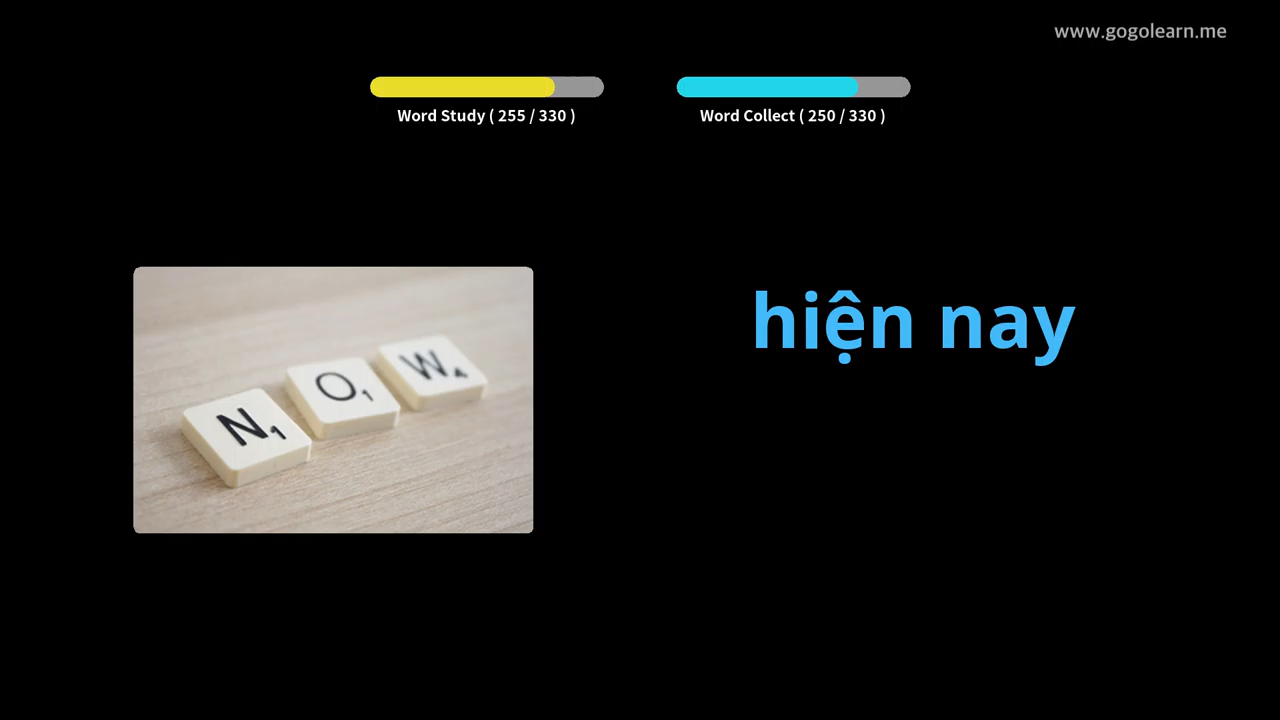 www.gogolearn.me
Word Study ( 255 / 330 )
Word Collect ( 250 / 330 )
hiện nay
N1 O1 W4